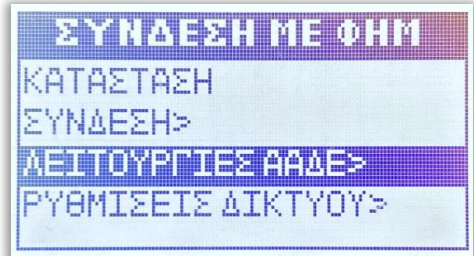 ΣΥΝΔΕΣΗ ΜΕ ΦΗΜ
ΚΑΤΑΣΤΑΣΗ
ΣΥΝΔΕΣΗ>
ΛΕΙΤΟΥΡΓΙΕΣ ΑΑΔΕ>
ΡΥΘΜΙΣΕΙΣ ΔΙΚΤΥΟΥ>